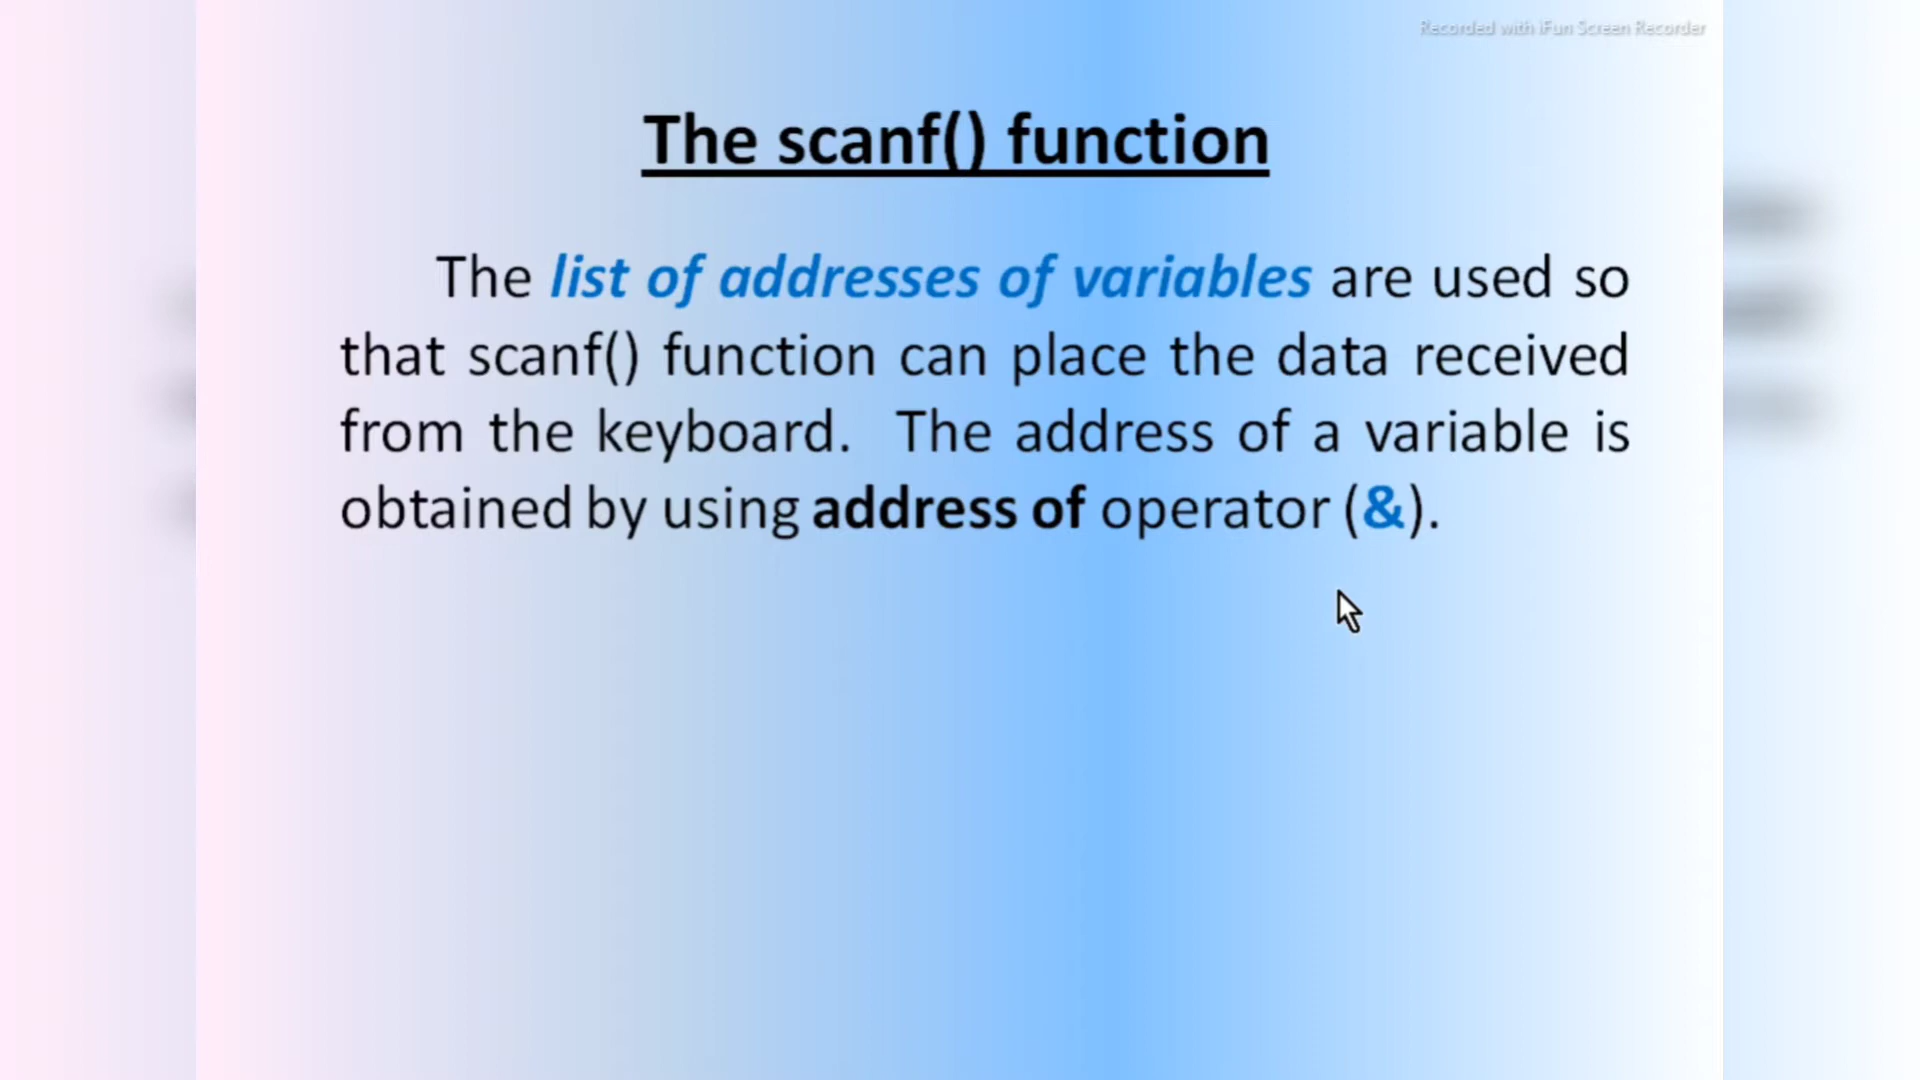 Recorded with iFun Screen Recorder
The scanf() function
The list of addresses of variables are used so
that scanf() function can place the data received
from the keyboard. The address of a variable is
obtained by using address of operator (&).